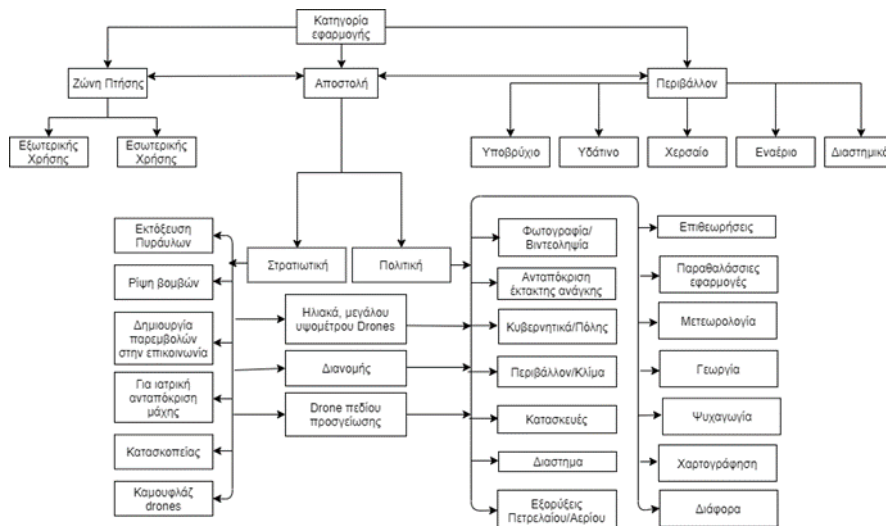 Κατηγορία
εφαρμογής
Ζώνη Πτήσης
Αποστολή
Περιβάλλον
Εξωτερικής
Χρήσης
Εσωτερικής
Χρήσης
Υποβρύχιο
Υδάτινο
Χερσαίο
Εναέριο
Διαστημικό
Στρατιωτική
Πολιτική
Εκτόξευση
Πυράυλων
Ρίψη βομβών
Δημιουργία
παρεμβολών
στην επικοινωνία
Για ιατρική
ανταπόκριση
μάχης
Κατασκοπείας
Καμουφλάζ
drones
Ηλιακά, μεγάλου
υψομέτρου Drones
Διανομής
Drone πεδίου
προσγείωσης
Φωτογραφία/
Βιντεοληψία
Ανταπόκριση
έκτακτης ανάγκης
Κυβερνητικά/Πόλης
Περιβάλλον/Κλίμα
Κατασκευές
Διαστημα
Εξορύξεις
Πετρελαίου/Αερίου
Επιθεωρήσεις
Παραθαλάσσιες
εφαρμογές
Μετεωρολογία
Γεωργία
Ψυχαγωγία
Χαρτογράφηση
Διάφορα